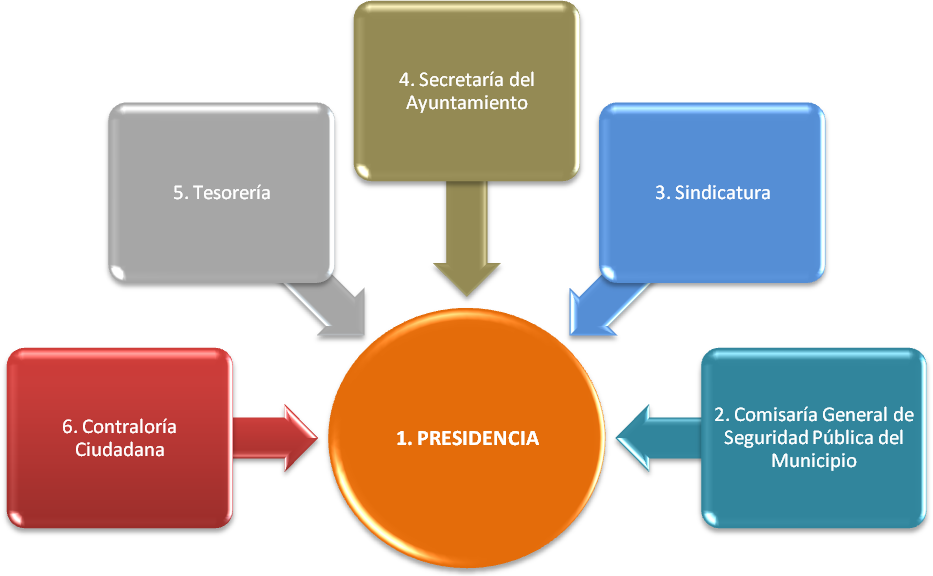 4. Secretaría del
Ayuntamiento
5. Tesorería
3. Sindicatura
6. Contraloría
Ciudadana
1. PRESIDENCIA
2. Comisaría General de
Seguridad Pública del
Municipio